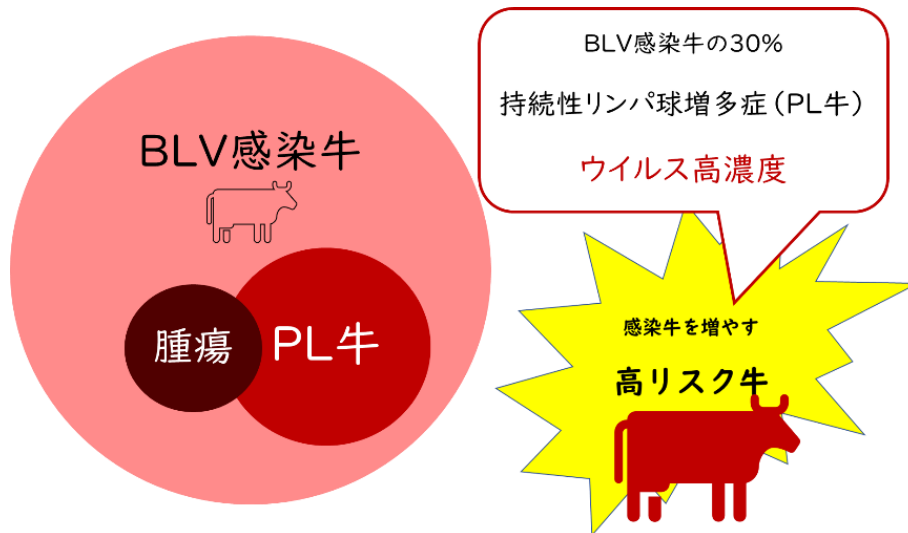 BLV感染牛
腫瘍
PL牛
BLV感染牛の30%
持続性リンパ球増多症(PL牛)
ウイルス高濃度
感染牛を増やす
高リスク牛